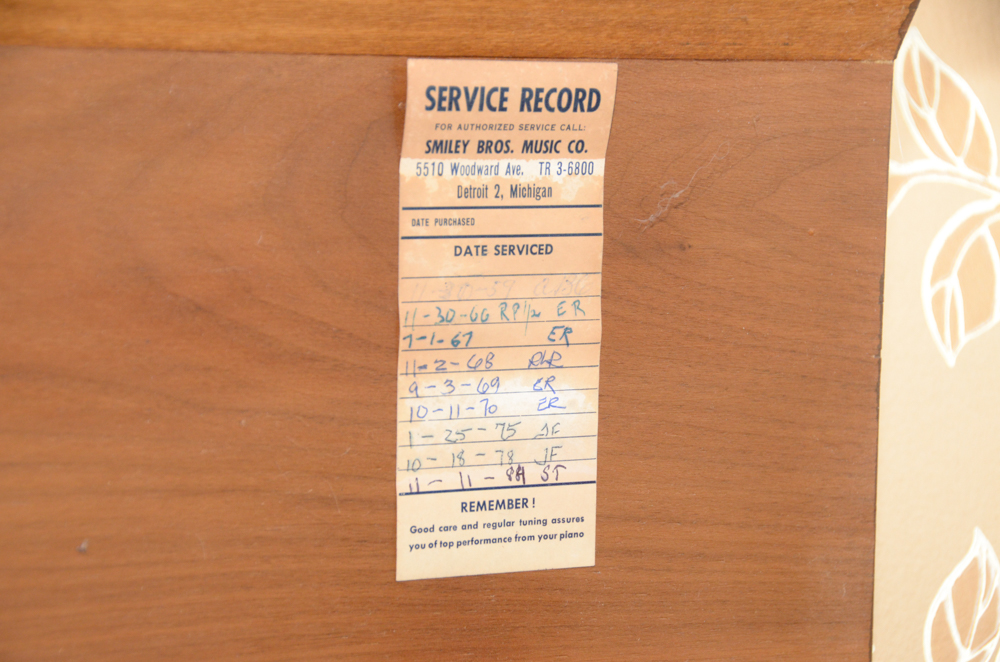 SERVICE RECORD
FOR AUTHORIZED SERVICE CALL:
SMILEY BROS. MUSIC CO.
5510 Woodward Ave. TR 3-6800
Detroit 2, Michigan
DATE PURCHASED
DATE SERVICED
11-30-66 RP 1/2 ER
7-1-67 ER
11-2-68 RLR
9-3-69 ER
10-11-70 ER
1-25-75 JF
10-18-78 JF
11-11-84 ST
REMEMBER!
Good care and regular tuning assures
you of top performance from your piano